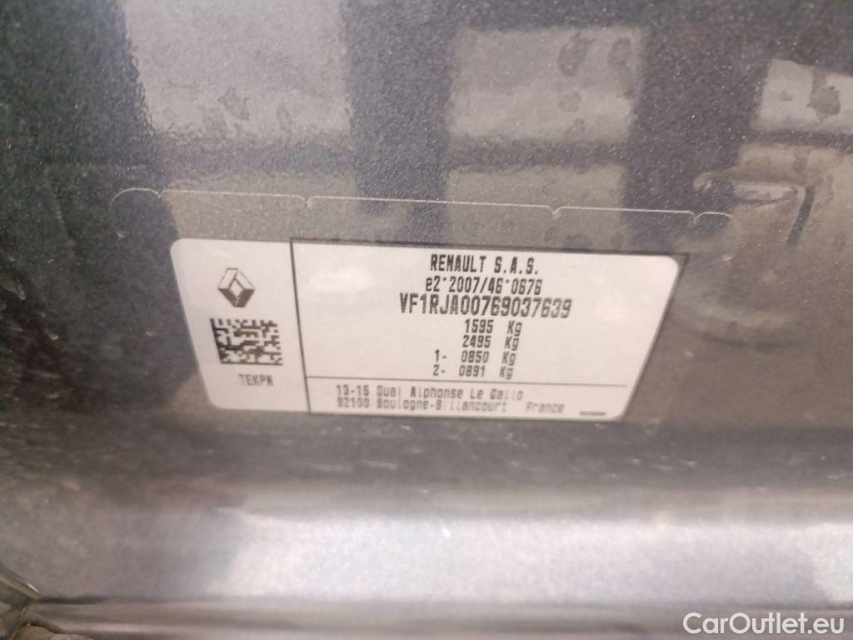 RENAULT S.A.S.
e2*2007/46*0676
VF1RJA00769037639
1595 Kg
2495 Kg
1- 0850 Kg
2- 0891 Kg
TEKPN
13-15 Quai Alphonse Le Gallo
92100 Boulogne-Billancourt France
CarOutlet.eu